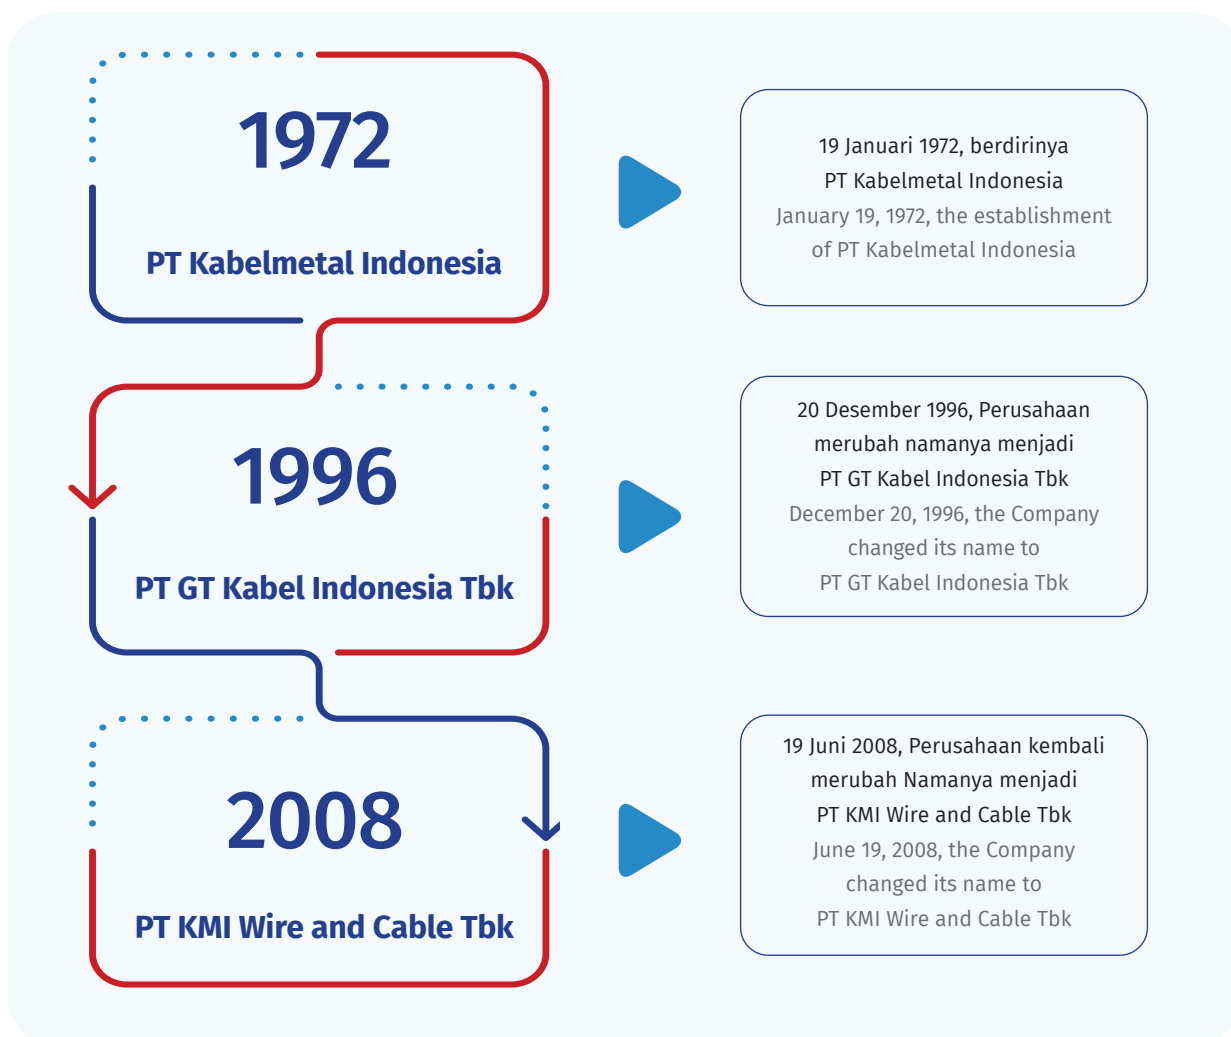 1972
PT Kabelmetal Indonesia
19 Januari 1972, berdirinya
PT Kabelmetal Indonesia
January 19, 1972, the establishment
of PT Kabelmetal Indonesia
1996
PT GT Kabel Indonesia Tbk
20 Desember 1996, Perusahaan
merubah namanya menjadi
PT GT Kabel Indonesia Tbk
December 20, 1996, the Company
changed its name to
PT GT Kabel Indonesia Tbk
2008
PT KMI Wire and Cable Tbk
19 Juni 2008, Perusahaan kembali
merubah Namanya menjadi
PT KMI Wire and Cable Tbk
June 19, 2008, the Company
changed its name to
PT KMI Wire and Cable Tbk